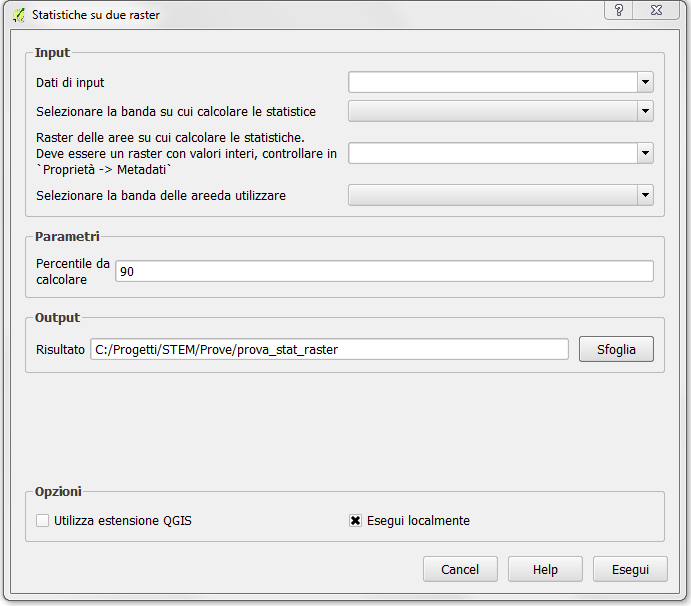 Statistiche su due raster
Input
Dati di input
Selezionare la banda su cui calcolare le statistice
Raster delle aree su cui calcolare le statistiche.
Deve essere un raster con valori interi, controllare in
`Proprietà -> Metadati`
Selezionare la banda delle areeda utilizzare
Parametri
Percentile da
calcolare
90
Output
Risultato
C:/Progetti/STEM/Prove/prova_stat_raster
Sfoglia
Opzioni
Utilizza estensione QGIS
Esegui localmente
Cancel
Help
Esegui